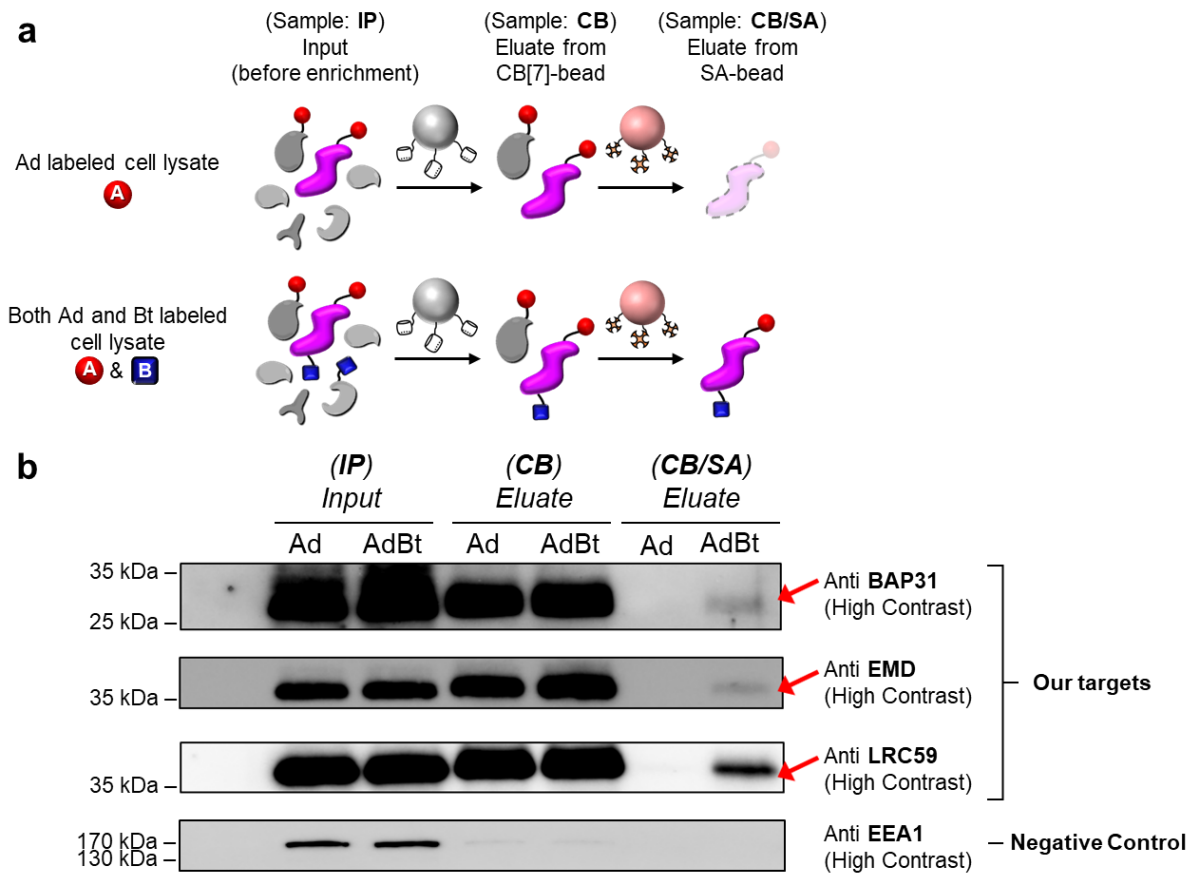 a
(Sample: IP)
Input
(before enrichment)
(Sample: CB)
Eluate from
CB[7]-bead
(Sample: CB/SA)
Eluate from
SA-bead
Ad labeled cell lysate
A
Both Ad and Bt labeled
cell lysate
A & B
b
(IP)
Input
(CB)
Eluate
(CB/SA)
Eluate
Ad AdBt Ad AdBt Ad AdBt
35 kDa –
25 kDa –
Anti BAP31
(High Contrast)
35 kDa –
Anti EMD
(High Contrast)
Our targets
35 kDa –
Anti LRC59
(High Contrast)
170 kDa –
130 kDa –
Anti EEA1
(High Contrast)
– Negative Control